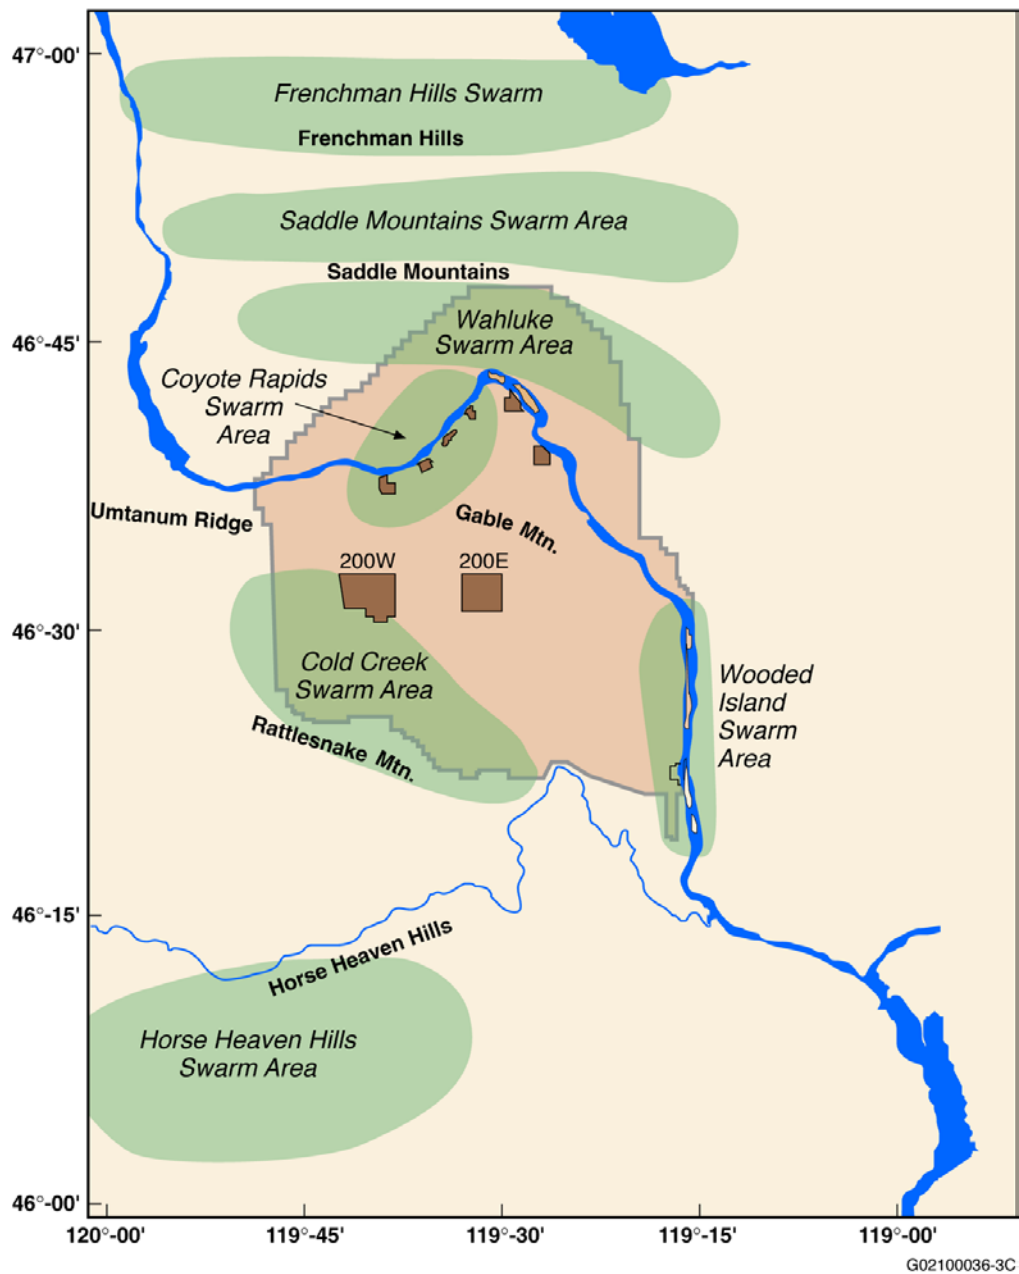 47°-00'
Frenchman Hills Swarm
Frenchman Hills
Saddle Mountains Swarm Area
Saddle Mountains
Wahluke
Swarm Area
46°-45'
Coyote Rapids
Swarm
Area
Umtanum Ridge
Gable Mtn.
200W
200E
46°-30'
Cold Creek
Swarm Area
Wooded
Island
Swarm
Area
Rattlesnake Mtn.
46°-15'
Horse Heaven Hills
Horse Heaven Hills
Swarm Area
46°-00'
120°-00'
119°-45'
119°-30'
119°-15'
119°-00'
G02100036-3C